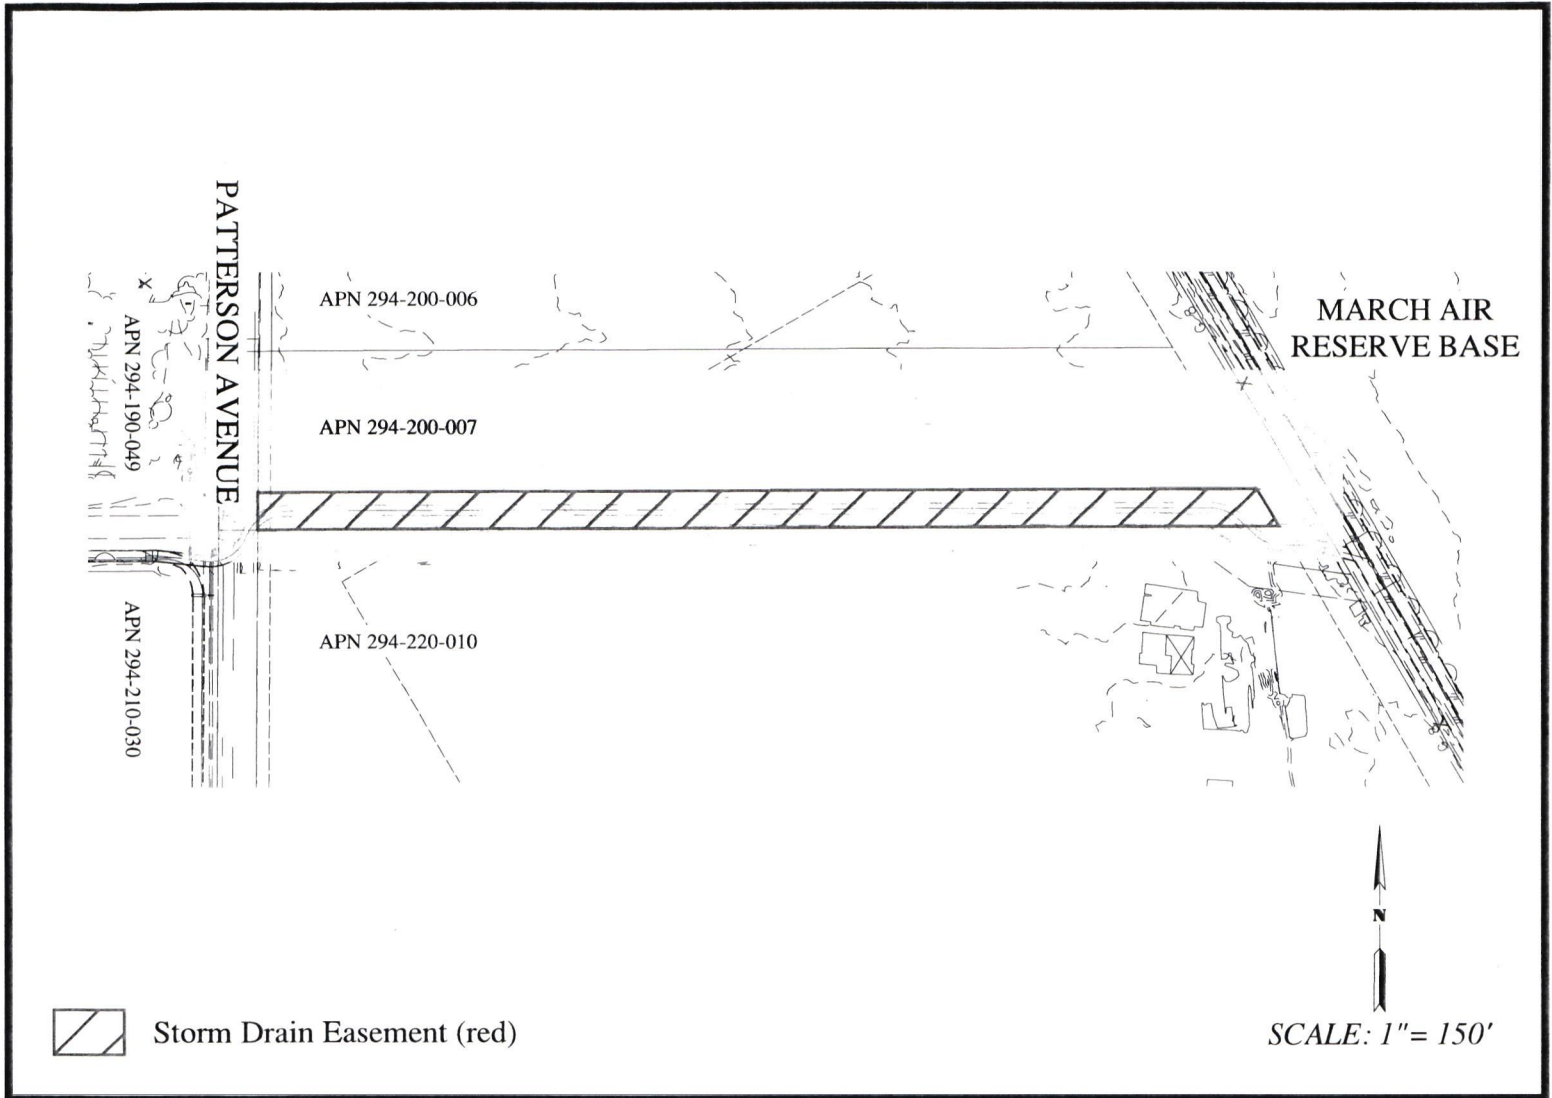 PATTERSON AVENUE
APN 294-200-006
MARCH AIR
RESERVE BASE
APN 294-190-049
APN 294-200-007
APN 294-210-030
APN 294-220-010
N
Storm Drain Easement (red)
SCALE: 1"= 150'